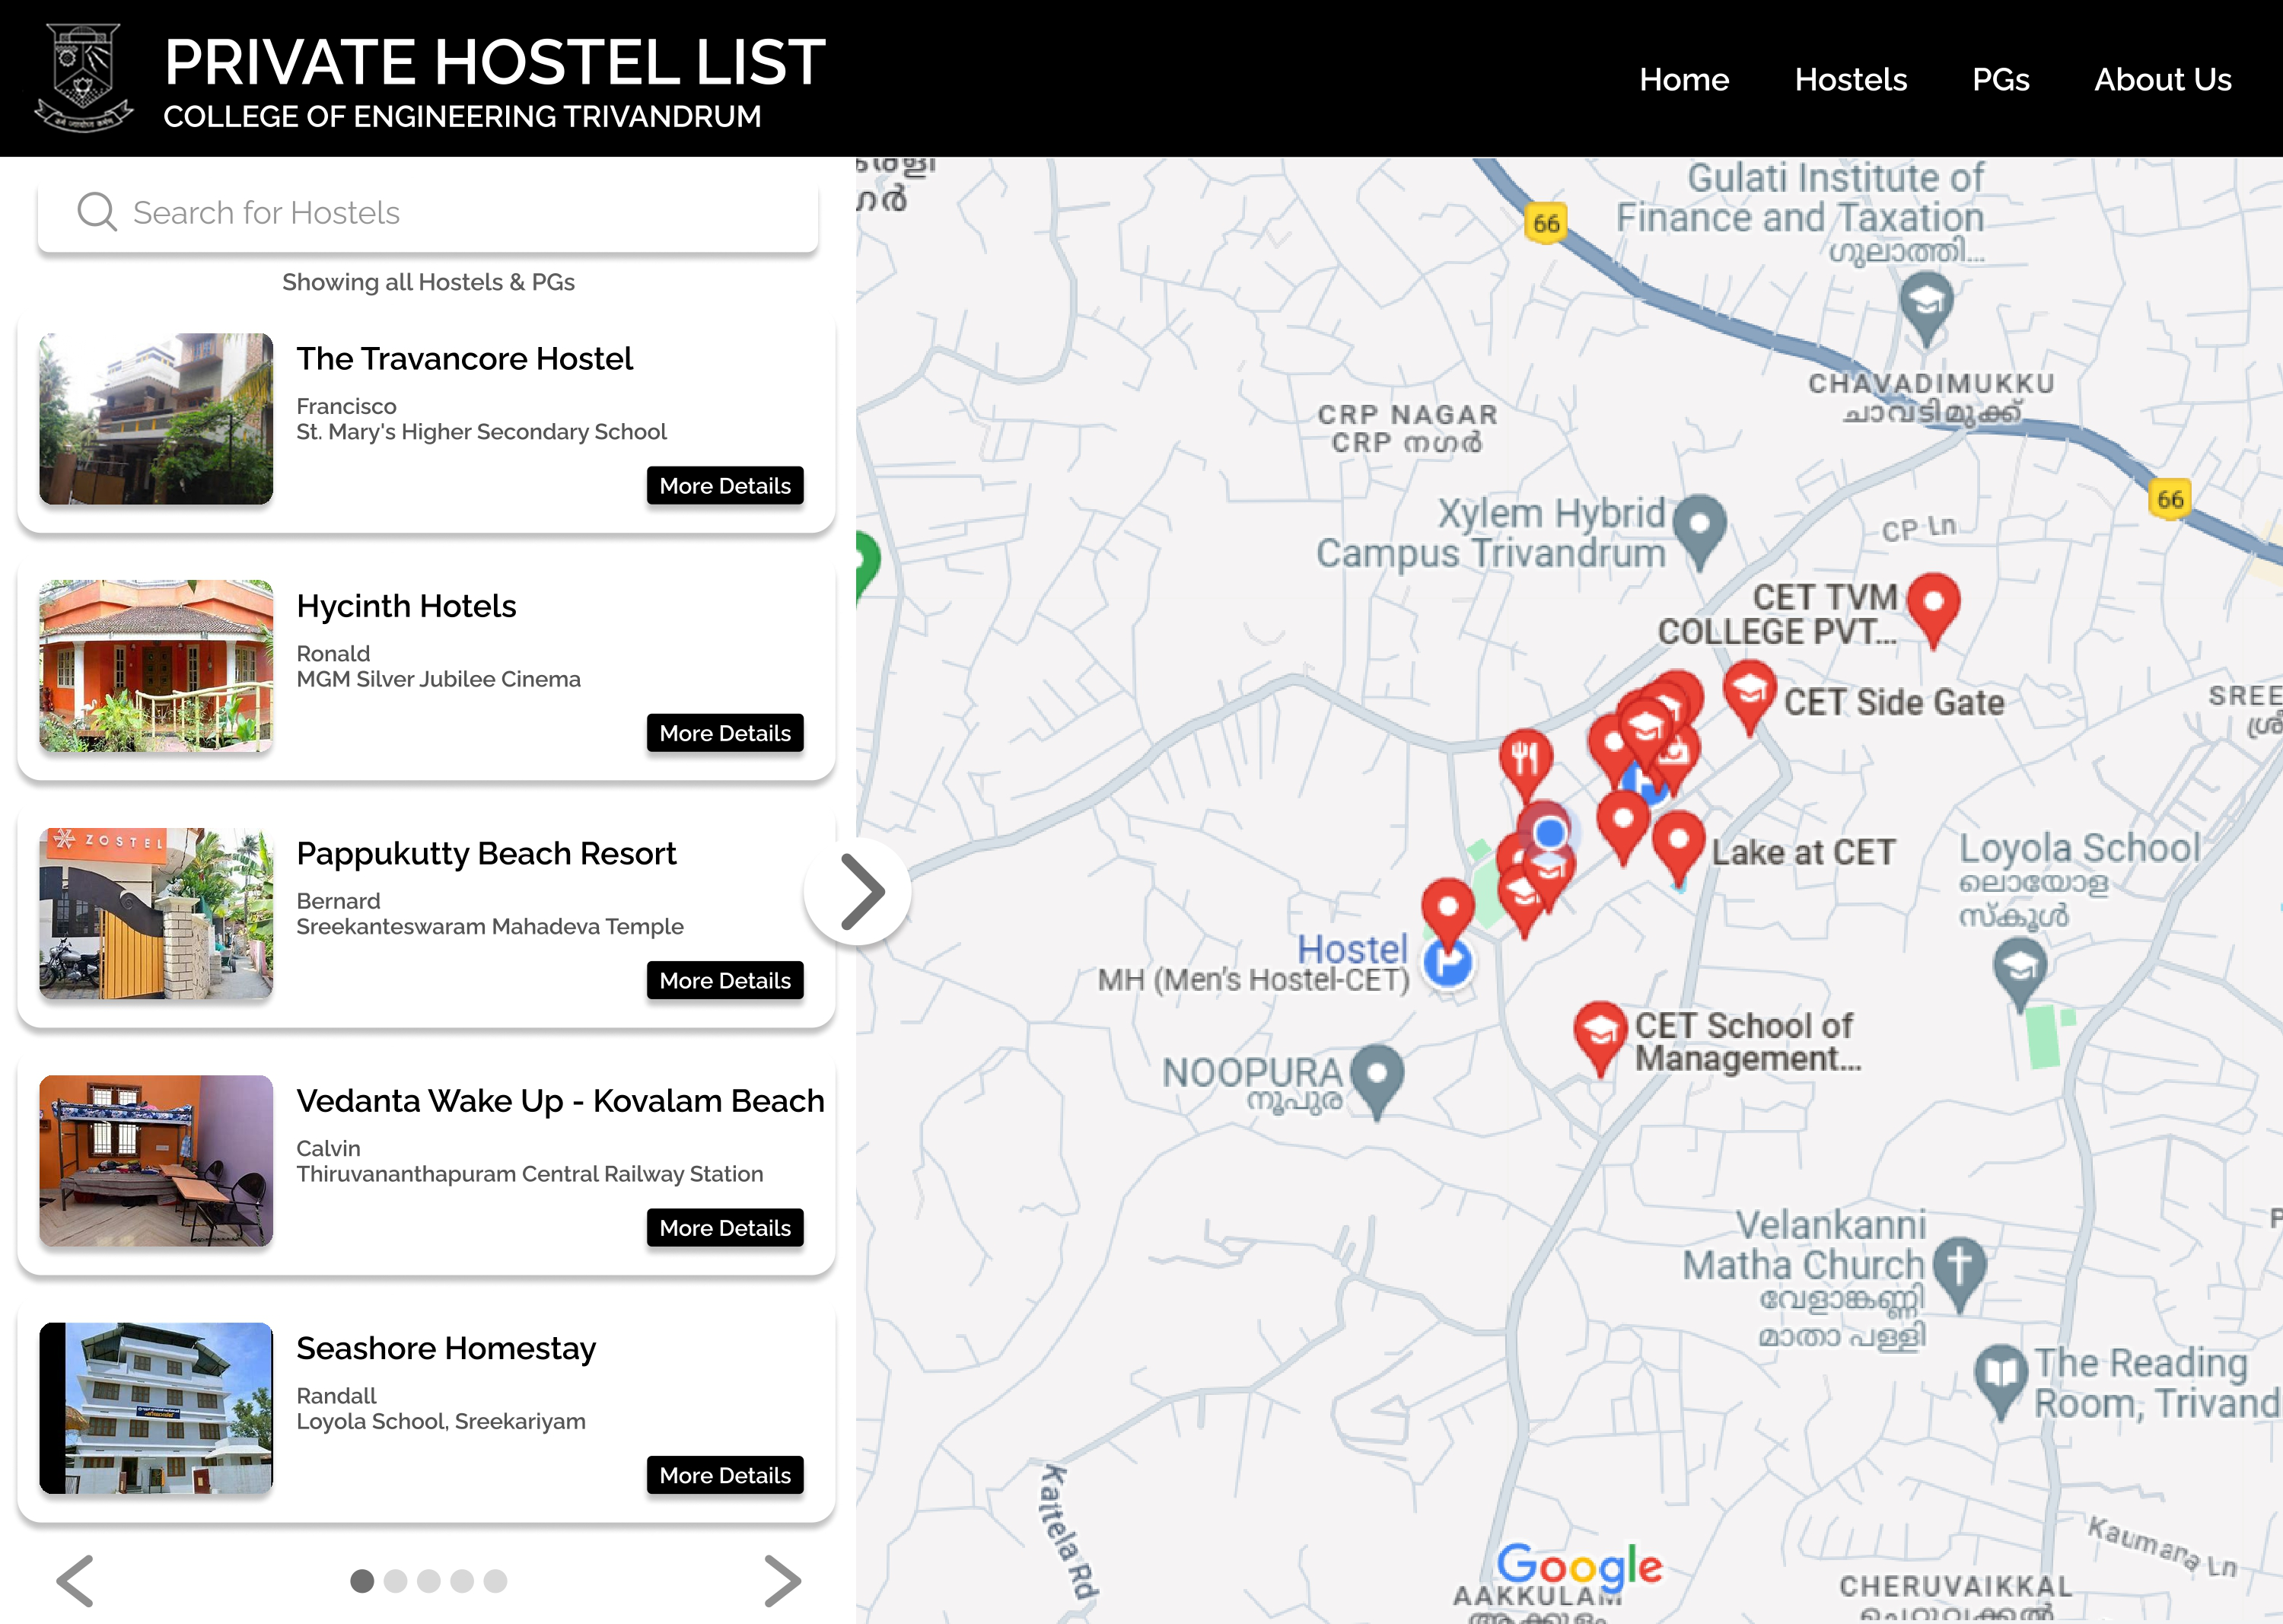 PRIVATE HOSTEL LIST
COLLEGE OF ENGINEERING TRIVANDRUM
Home
Hostels
PGs
About Us
Search for Hostels
Showing all Hostels & PGs
The Travancore Hostel
Francisco
St. Mary's Higher Secondary School
More Details
Hycinth Hotels
Ronald
MGM Silver Jubilee Cinema
More Details
ZOSTEL
Pappukutty Beach Resort
Bernard
Sreekanteswaram Mahadeva Temple
More Details
Vedanta Wake Up - Kovalam Beach
Calvin
Thiruvananthapuram Central Railway Station
More Details
Seashore Homestay
Randall
Loyola School, Sreekariyam
More Details
Gulati Institute of
Finance and Taxation
ഗുലാത്തി...
66
CHAVADIMUKKU
ചാവടിമുക്ക്
CRP NAGAR
CRP നഗർ
66
Xylem Hybrid
Campus Trivandrum
CP Ln
CET TVM
COLLEGE PVT...
CET Side Gate
SREE
Lake at CET
Loyola School
ലൊയോള
സ്കൂൾ
Hostel
MH (Men's Hostel-CET)
CET School of
Management...
NOOPURA
നൂപുര
Velankanni
Matha Church
വേളാങ്കണ്ണി
മാതാ പള്ളി
The Reading
Room, Trivand
Kattela Rd
Kaumana Ln
Google
AAKKULAM
CHERUVAIKKAL